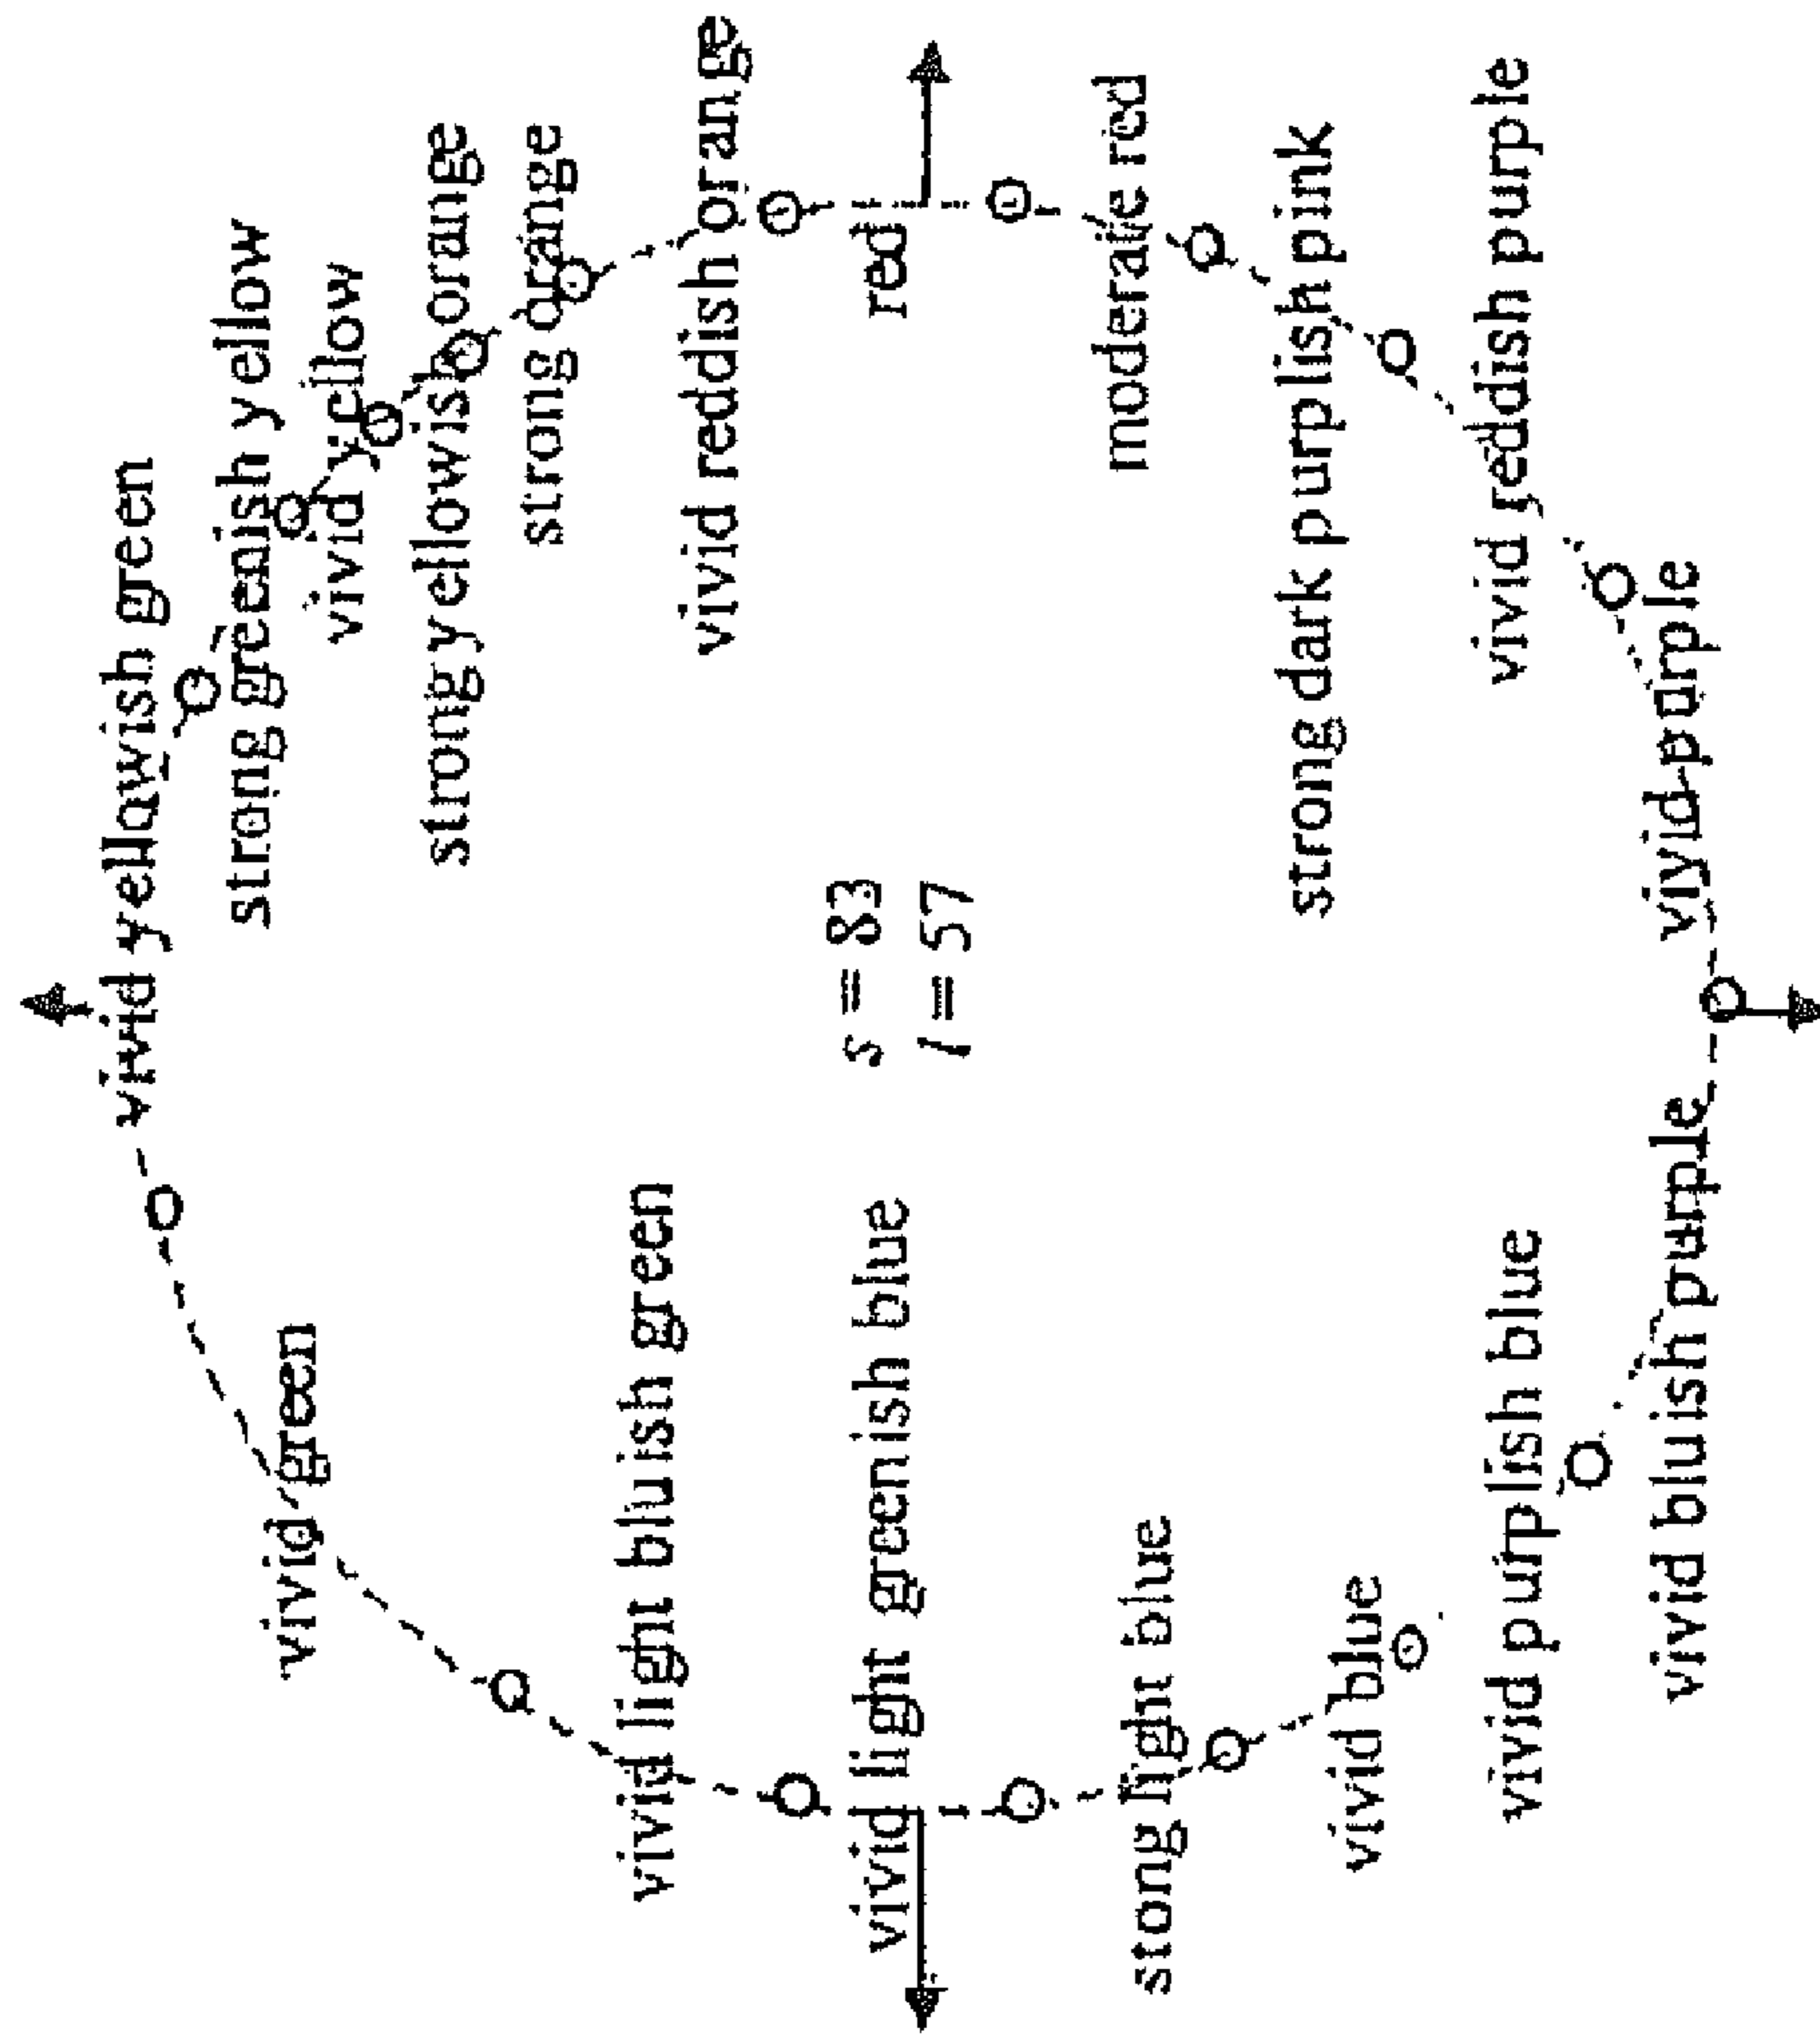 vivid yellowish green
strong greenish yellow
vivid yellow
strong yellowish orange
strong orange
vivid reddish orange
red
moderate red
strong dark purplish pink
vivid reddish purple
vivid purple
vivid bluish purple
vivid purplish blue
vivid blue
strong light blue
vivid light greenish blue
vivid light bluish green
vivid green
s = 83
l = 57